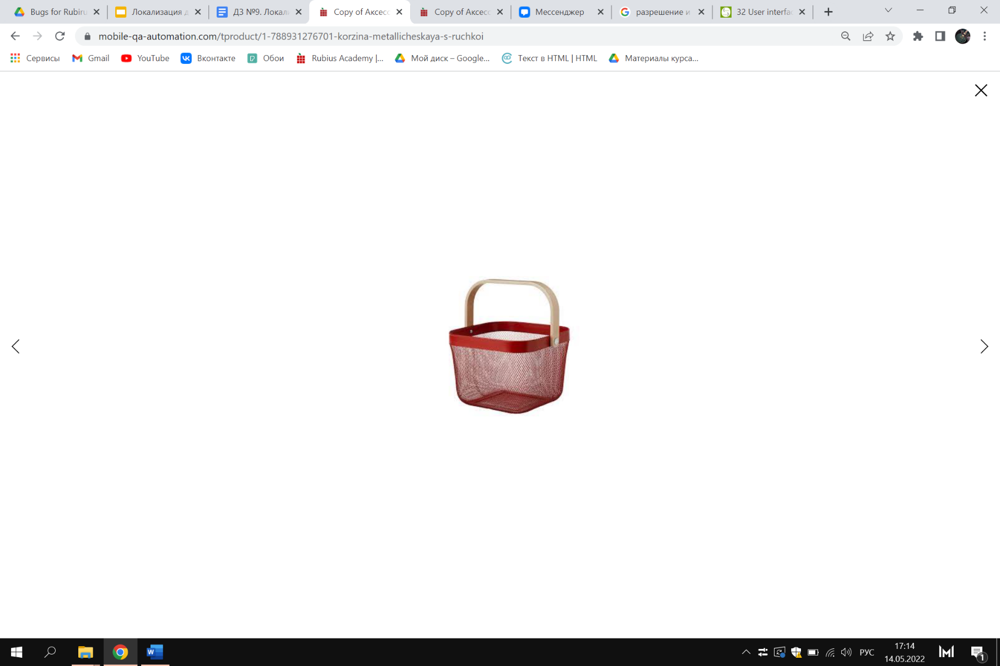 Bugs for Rubiru
Локализация д
ДЗ №9. Локали
Copy of Аксесс
Copy of Аксесс
Мессенджер
разрешение и
32 User interfac
mobile-qa-automation.com/tproduct/1-788931276701-korzina-metallicheskaya-s-ruchkoi
Сервисы
Gmail
YouTube
Вконтакте
Обои
Rubius Academy |...
Мой диск – Google...
Текст в HTML | HTML
Материалы курса...
РУС
17:14
14.05.2022
1